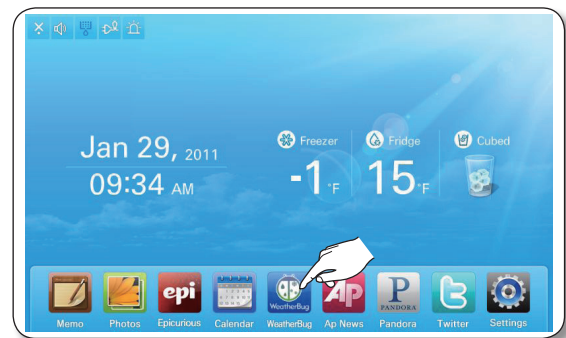 Jan 29, 2011
09:34 AM
Freezer
-1 °F
Fridge
15 °F
Cubed
epi
WeatherBug
AP
P
PANDORA
Memo
Photos
Epicurious
Calendar
WeatherBug
Ap News
Pandora
Twitter
Settings